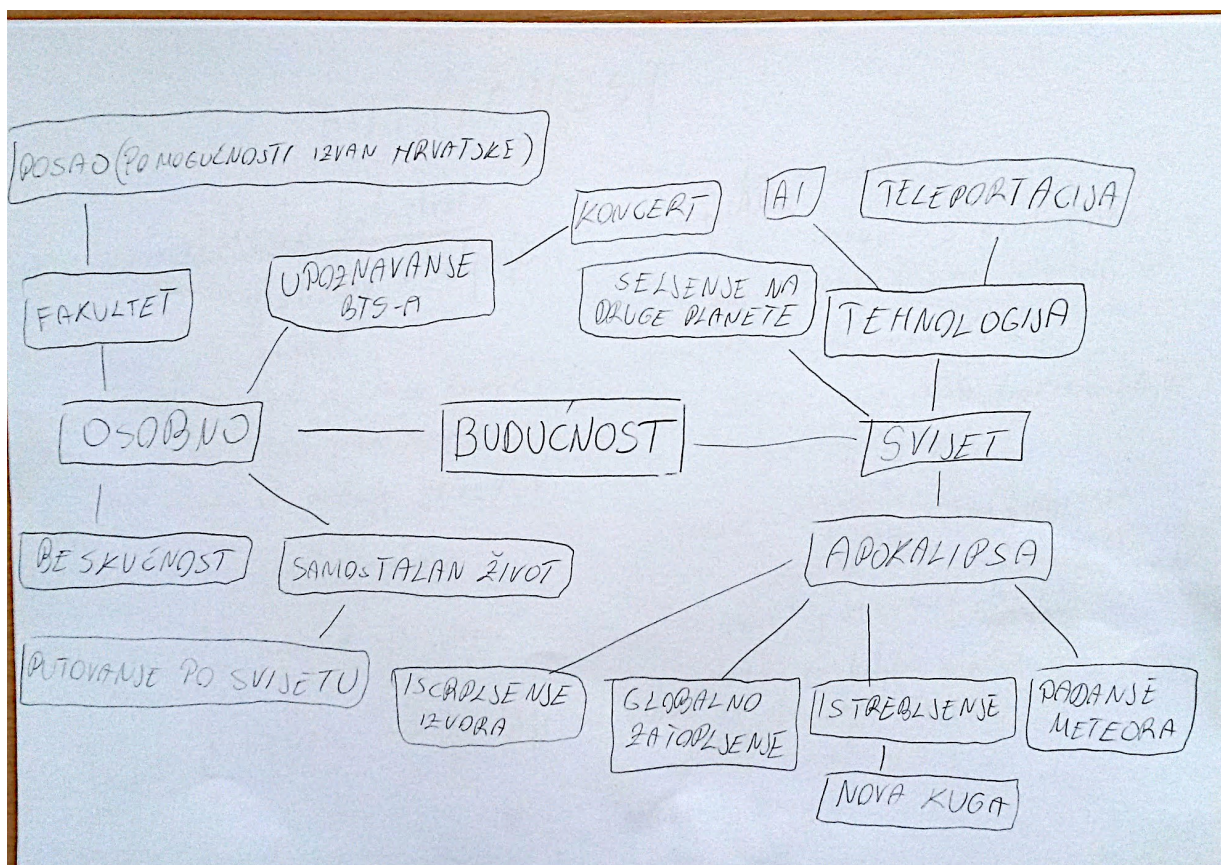 POSAO (PO MOGUĆNOSTI IZVAN HRVATSKE)
KONCERT
AI
TELEPORTACIJA
UPOZNAVANJE
BTS-A
FAKULTET
SELJENJE NA
DRUGE PLANETE
TEHNOLOGIJA
OSOBNO
BUDUĆNOST
SVIJET
BESKUĆNOST
SAMOSTALAN ŽIVOT
APOKALIPSA
PUTOVANJE PO SVIJETU
ISCRPLJENJE
IZVORA
GLOBALNO
ZATOPLJENJE
ISTREBLJENJE
PADANJE
METEORA
NOVA KUGA